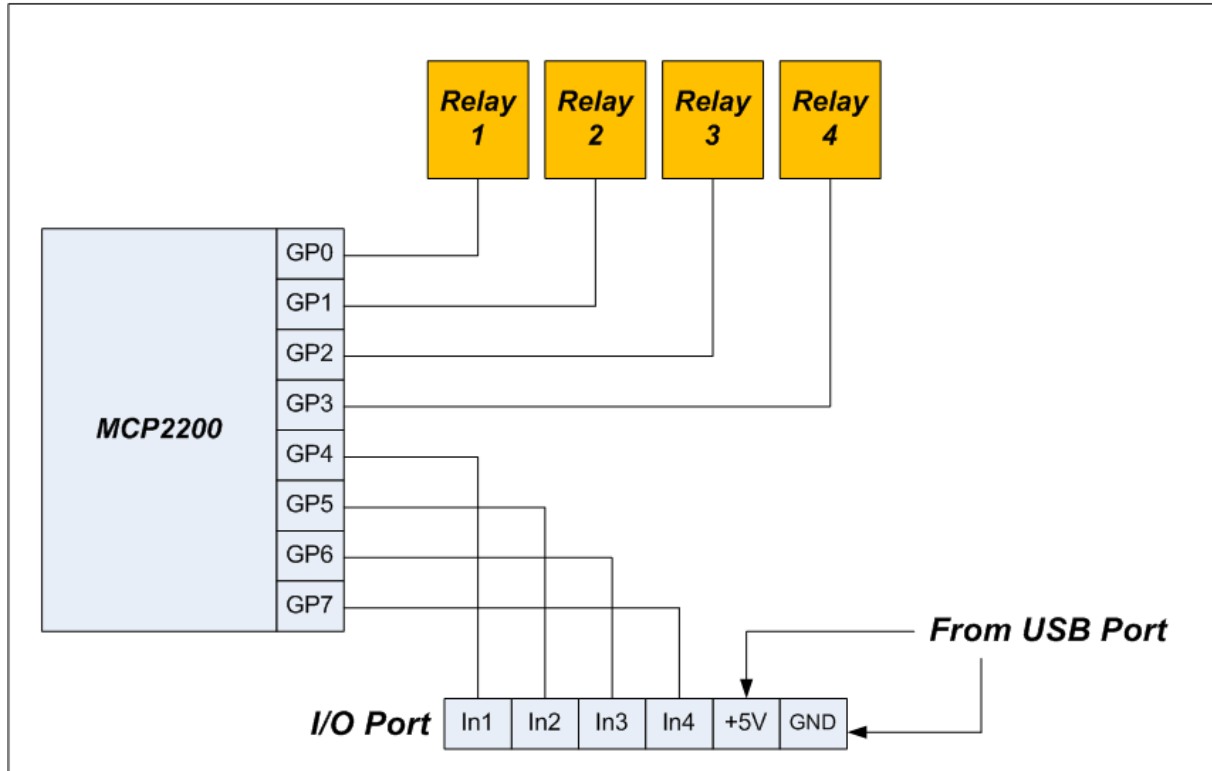 Relay
1
Relay
2
Relay
3
Relay
4
MCP2200
GP0
GP1
GP2
GP3
GP4
GP5
GP6
GP7
From USB Port
I/O Port
In1
In2
In3
In4
+5V
GND